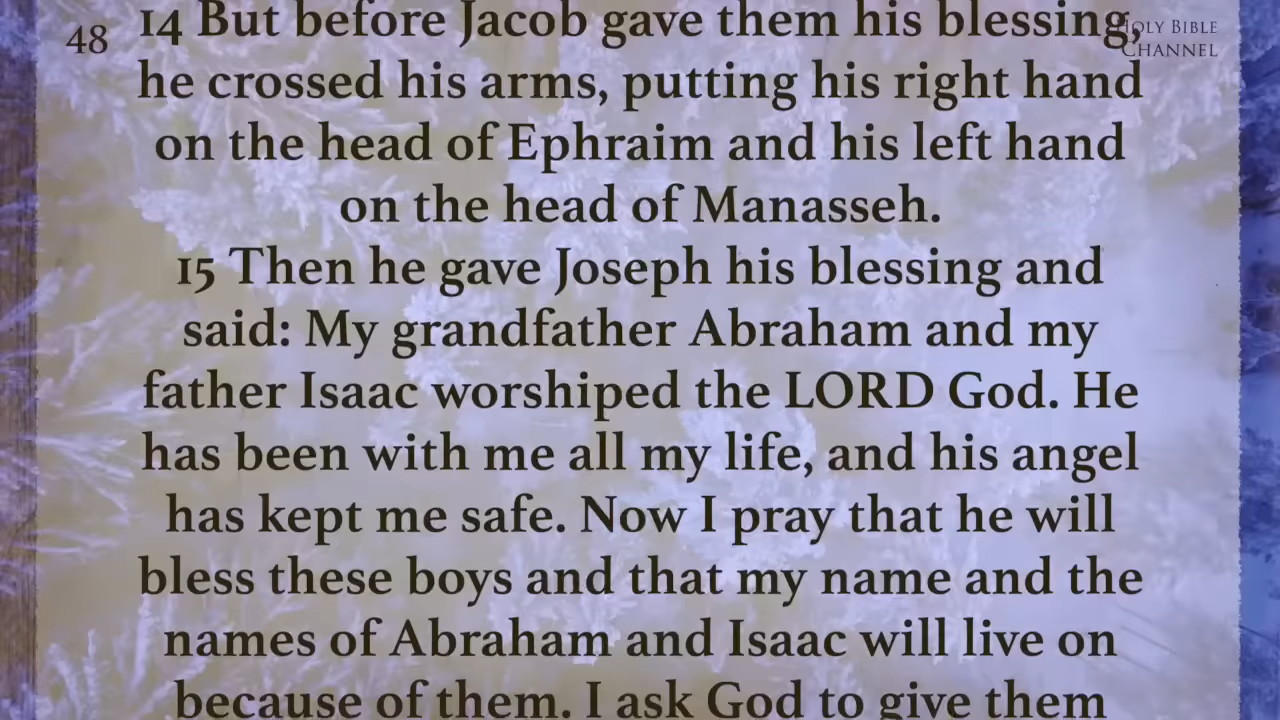 48
HOLY BIBLE
CHANNEL
14 But before Jacob gave them his blessing,
he crossed his arms, putting his right hand
on the head of Ephraim and his left hand
on the head of Manasseh.
15 Then he gave Joseph his blessing and
said: My grandfather Abraham and my
father Isaac worshiped the LORD God. He
has been with me all my life, and his angel
has kept me safe. Now I pray that he will
bless these boys and that my name and the
names of Abraham and Isaac will live on
because of them. I ask God to give them